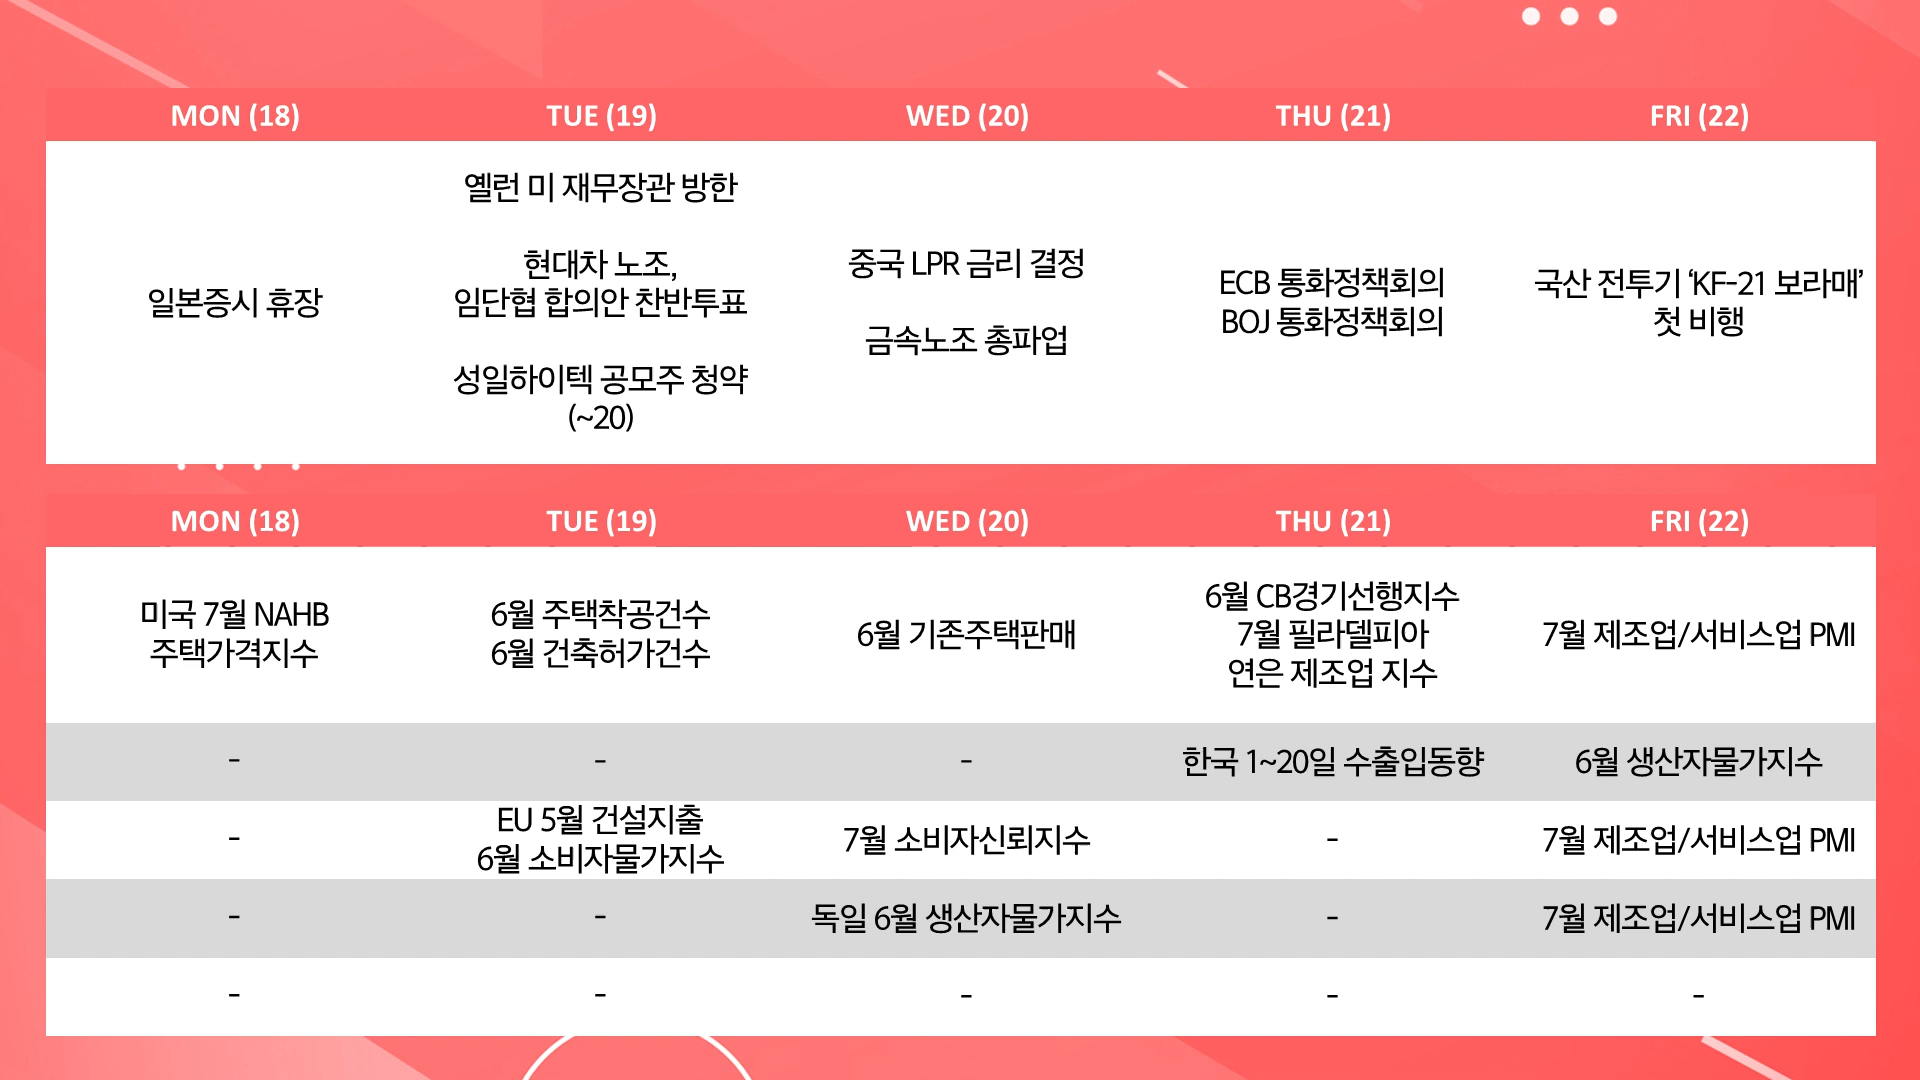 MON (18) TUE (19) WED (20) THU (21) FRI (22)
일본증시 휴장
옐런 미 재무장관 방한
현대차 노조,
임단협 합의안 찬반투표
성일하이텍 공모주 청약
(~20)
중국 LPR 금리 결정
금속노조 총파업
ECB 통화정책회의
BOJ 통화정책회의
국산 전투기 ‘KF-21 보라매’
첫 비행
MON (18) TUE (19) WED (20) THU (21) FRI (22)
미국 7월 NAHB
주택가격지수
6월 주택착공건수
6월 건축허가건수
6월 기존주택판매
6월 CB경기선행지수
7월 필라델피아
연은 제조업 지수
7월 제조업/서비스업 PMI
- - - 한국 1~20일 수출입동향 6월 생산자물가지수
-
EU 5월 건설지출
6월 소비자물가지수
7월 소비자신뢰지수
-
7월 제조업/서비스업 PMI
- - 독일 6월 생산자물가지수 - 7월 제조업/서비스업 PMI
- - - - -